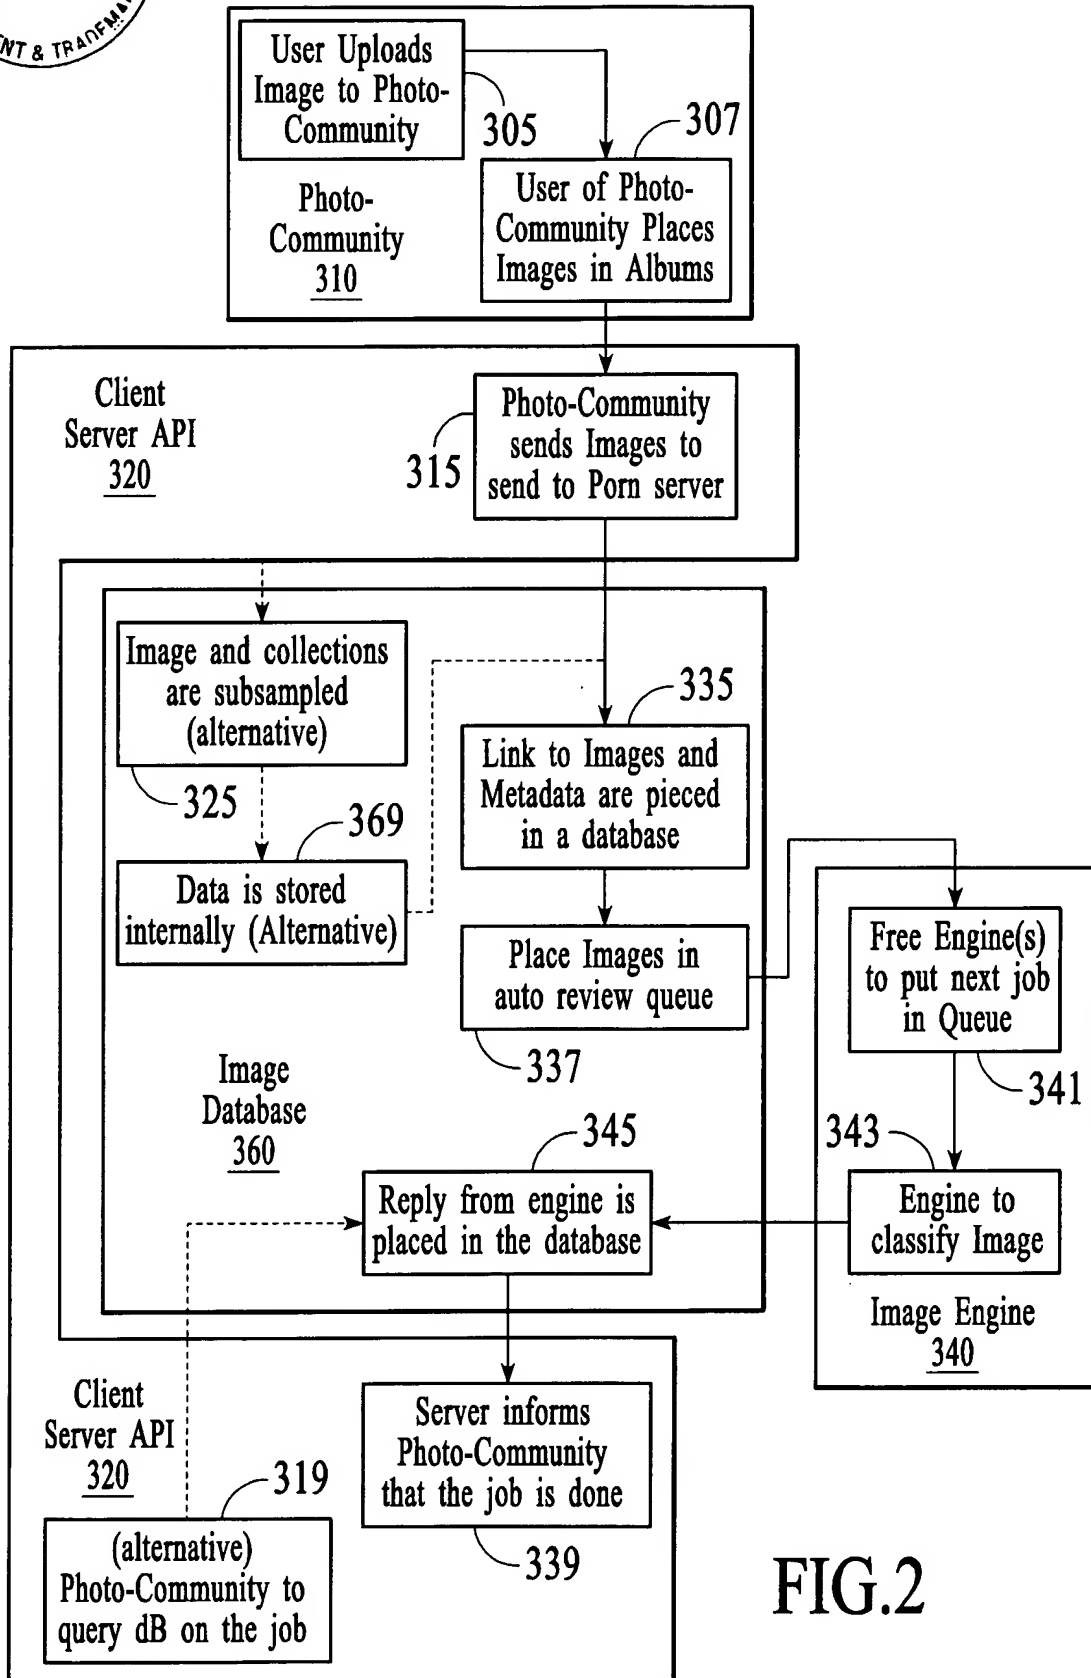 ENT & TRADEMA
User Uploads
Image to Photo-
Community
305
307
Photo-
Community
310
User of Photo-
Community Places
Images in Albums
Client
Server API
320
Photo-Community
sends Images to
send to Porn server
315
Image and collections
are subsampled
(alternative)
325
335
Link to Images and
Metadata are pieced
in a database
369
Data is stored
internally (Alternative)
Place Images in
auto review queue
337
Free Engine(s)
to put next job
in Queue
341
Image
Database
360
343
345
Reply from engine is
placed in the database
Engine to
classify Image
Image Engine
340
Client
Server API
320
Server informs
Photo-Community
that the job is done
339
319
(alternative)
Photo-Community to
query dB on the job
FIG.2